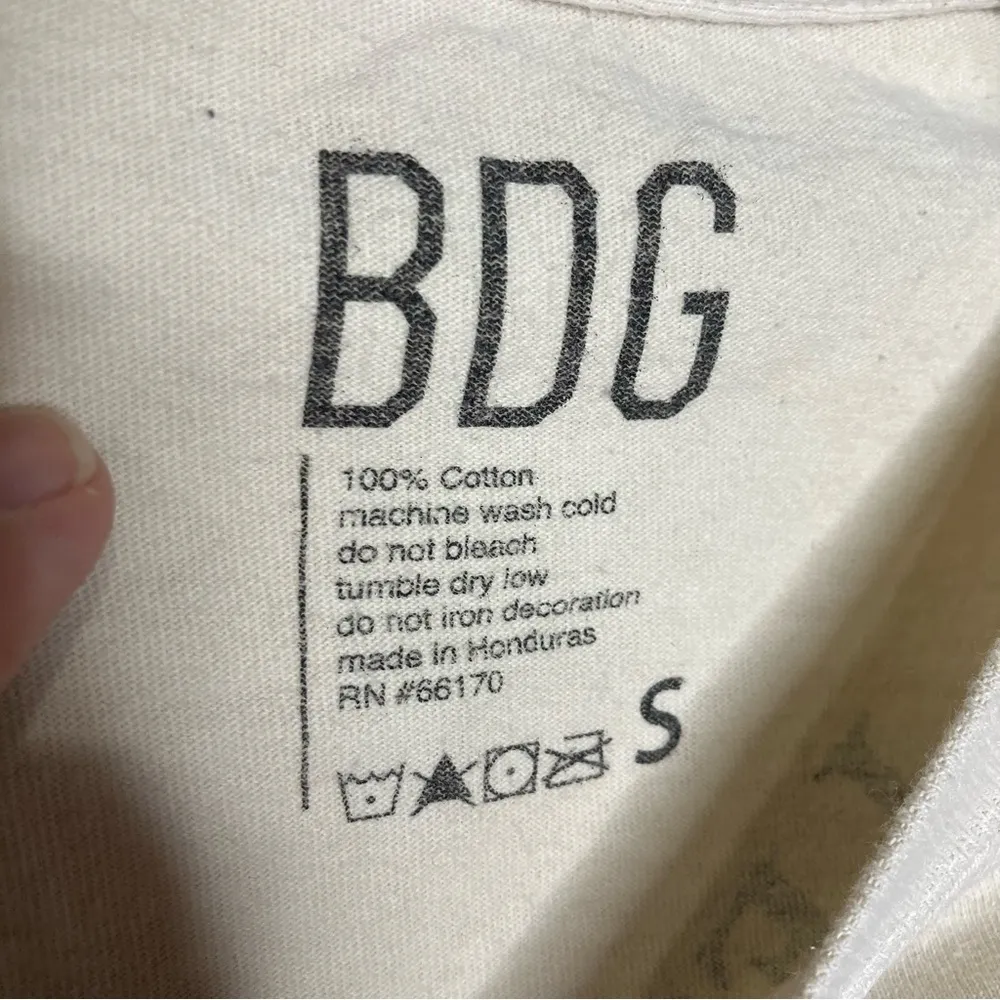 BDG
100% Cotton
machine wash cold
do not bleach
tumble dry low
do not iron decoration
made in Honduras
RN #66170
S